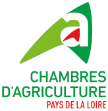 CHAMBRES
D'AGRICULTURE
PAYS DE LA LOIRE